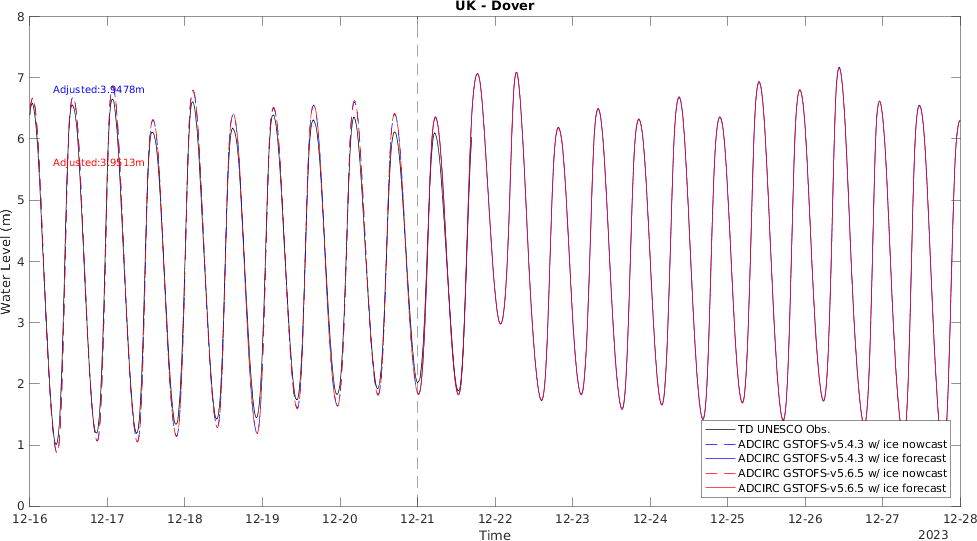 UK - Dover
8
7
6
5
4
3
2
1
0
Water Level (m)
Adjusted:3.9478m
Adjusted:3.9513m
TD UNESCO Obs.
ADCIRC GSTOFS-v5.4.3 w/ ice nowcast
ADCIRC GSTOFS-v5.4.3 w/ ice forecast
ADCIRC GSTOFS-v5.6.5 w/ ice nowcast
ADCIRC GSTOFS-v5.6.5 w/ ice forecast
12-16 12-17 12-18 12-19 12-20 12-21 12-22 12-23 12-24 12-25 12-26 12-27 12-28
Time
2023